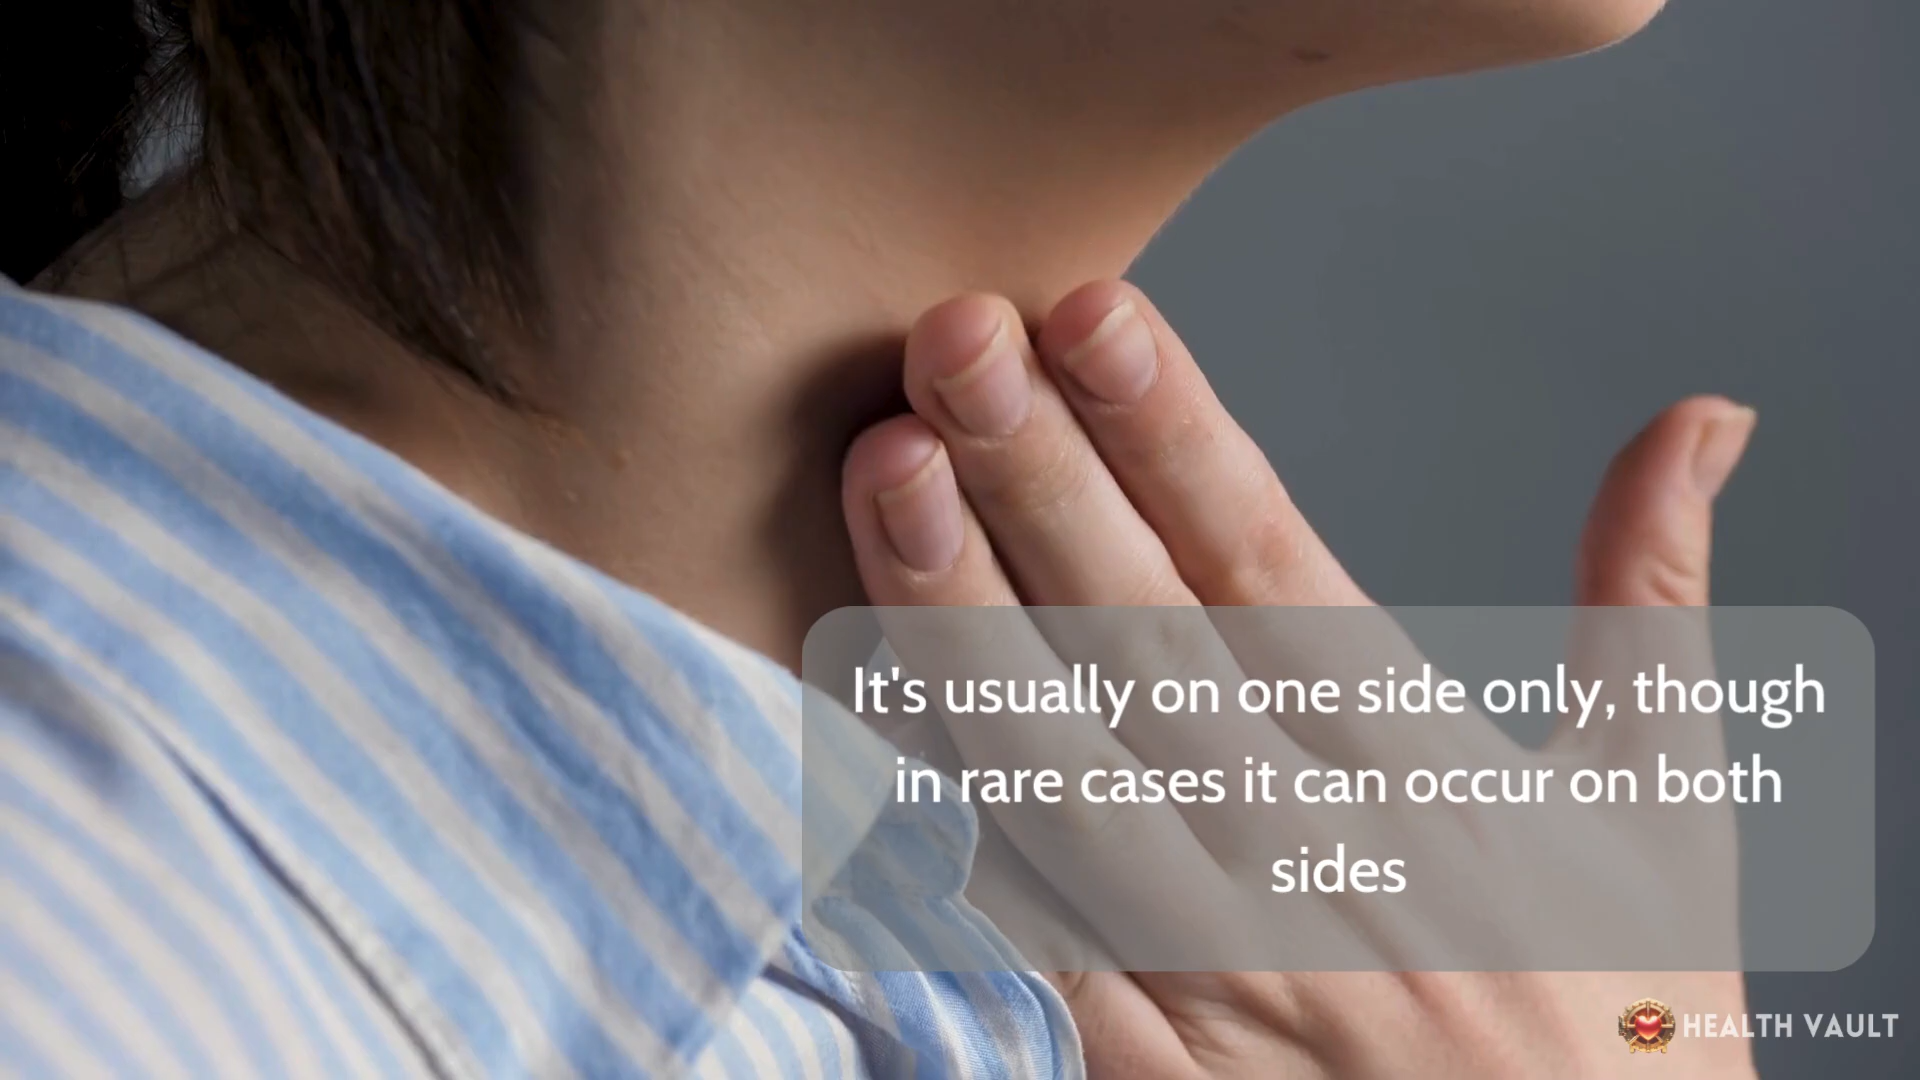 It's usually on one side only, though
in rare cases it can occur on both
sides
HEALTH VAULT